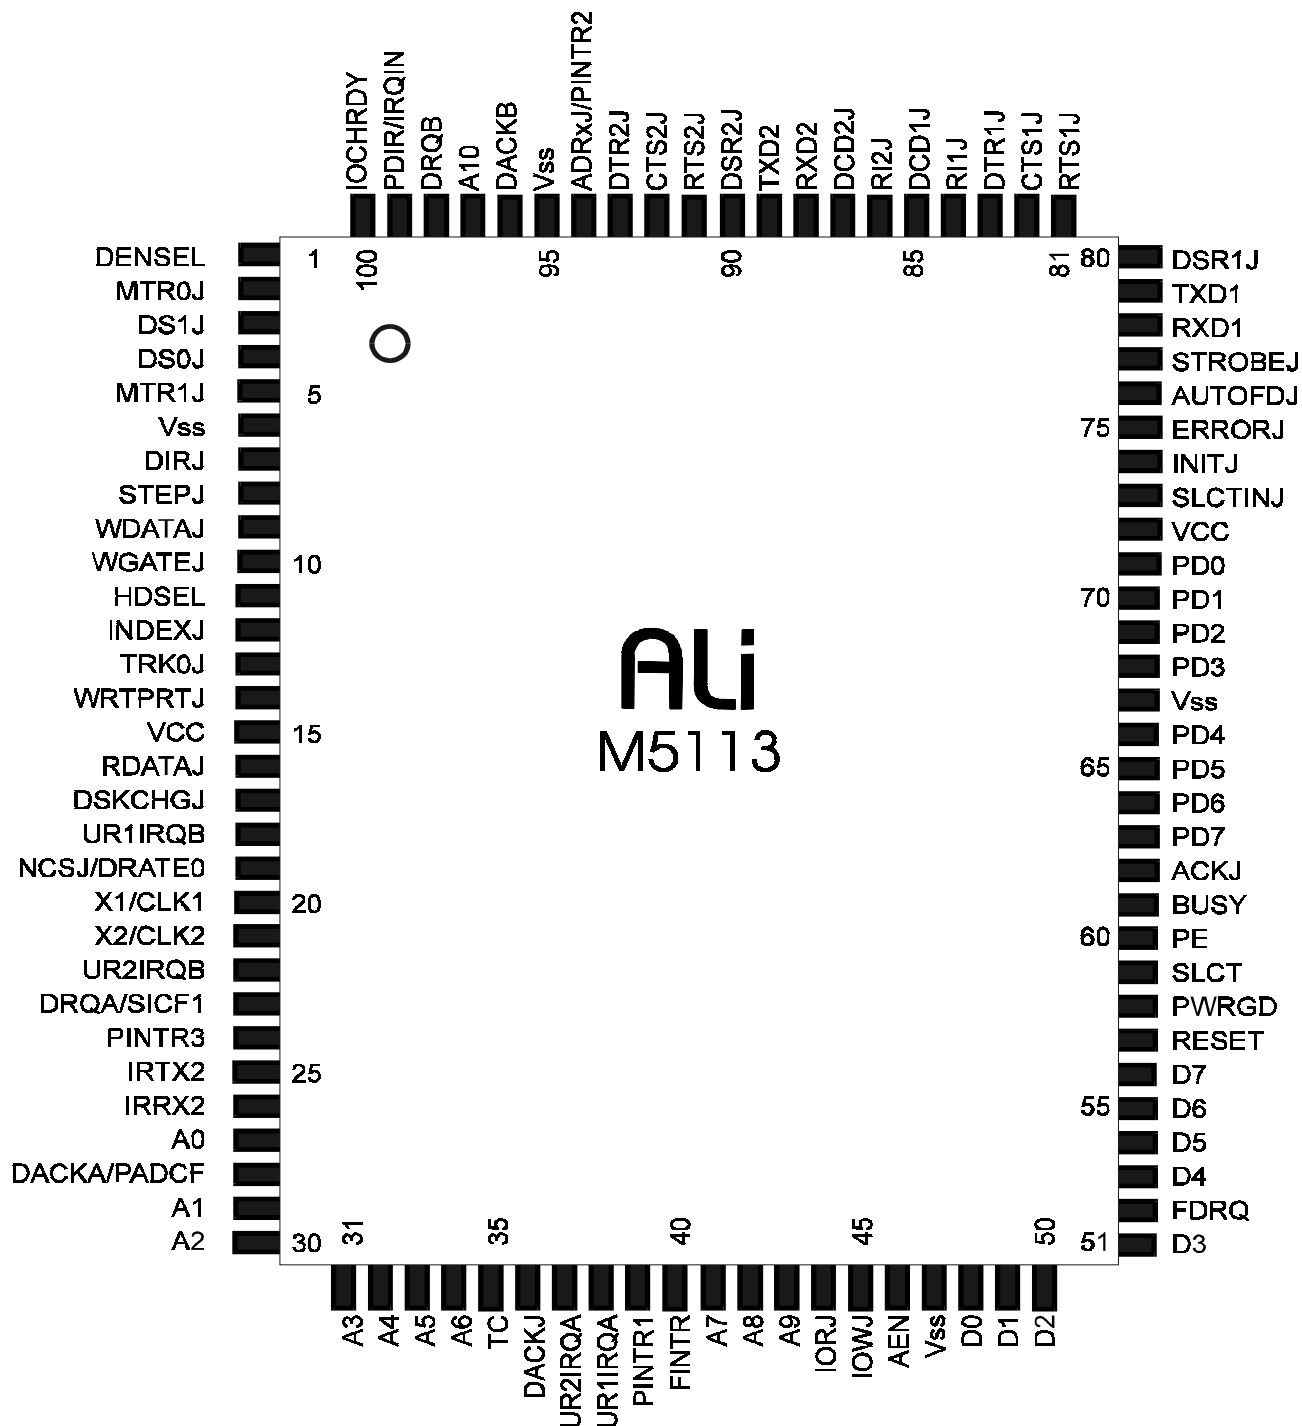 IOCHRDY
PDIR/IRQIN
DRQB
A10
DACKB
Vss
ADRxJ/PINTR2
DTR2J
CTS2J
RTS2J
DSR2J
TXD2
RXD2
DCD2J
RI2J
DCD1J
RI1J
DTR1J
CTS1J
RTS1J
100
95
90
85
81
DENSEL
MTR0J
DS1J
DS0J
MTR1J
Vss
DIRJ
STEPJ
WDATAJ
WGATEJ
HDSEL
INDEXJ
TRK0J
WRTPRTJ
VCC
RDATAJ
DSKCHGJ
UR1IRQB
NCSJ/DRATE0
X1/CLK1
X2/CLK2
UR2IRQB
DRQA/SICF1
PINTR3
IRTX2
IRRX2
A0
DACKA/PADCF
A1
A2
1
5
10
15
20
25
30
ALi
M5113
80
75
70
65
60
55
51
DSR1J
TXD1
RXD1
STROBEJ
AUTOFDJ
ERRORJ
INITJ
SLCTINJ
VCC
PD0
PD1
PD2
PD3
Vss
PD4
PD5
PD6
PD7
ACKJ
BUSY
PE
SLCT
PWRGD
RESET
D7
D6
D5
D4
FDRQ
D3
31
35
40
45
50
A3
A4
A5
A6
TC
DACKJ
UR2IRQA
UR1IRQA
PINTR1
FINTR
A7
A8
A9
IORJ
IOWJ
AEN
Vss
D0
D1
D2